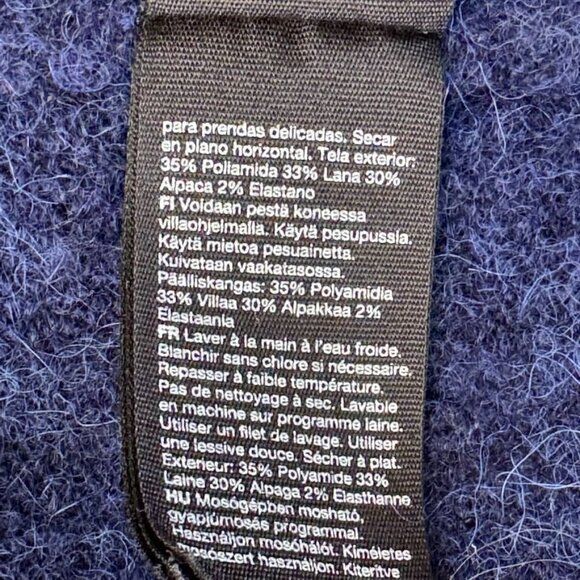 para prendas delicadas. Secar
en plano horizontal. Tela exterior:
35% Poliamida 33% Lana 30%
Alpaca 2% Elastano
FI Voidaan pestä koneessa
villaohjelmalla. Käytä pesupussia.
Käytä mietoa pesuainetta.
Kuivataan vaakatasossa.
Päälliskangas: 35% Polyamidia
33% Villaa 30% Alpakkaa 2%
Elastaania
FR Laver à la main à l'eau froide.
Blanchir sans chlore si nécessaire.
Repasser à faible température.
Pas de nettoyage à sec. Lavable
en machine sur programme laine.
Utiliser un filet de lavage. Utiliser
une lessive douce. Sécher à plat.
Exterieur: 35% Polyamide 33%
Laine 30% Alpaga 2% Elasthanne
HU Mosógépben mosható,
gyapjúmosás programmal.
Használjon mosóhálót. Kíméletes
mosószert használjon. Kiterítve